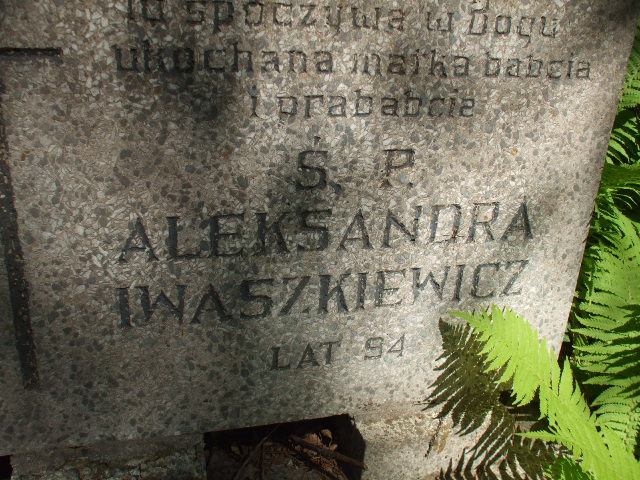 Tu spoczywa w Bogu
ukochana matka babcia
i prababcia
Ś. P.
ALEKSANDRA
IWASZKIEWICZ
LAT 94